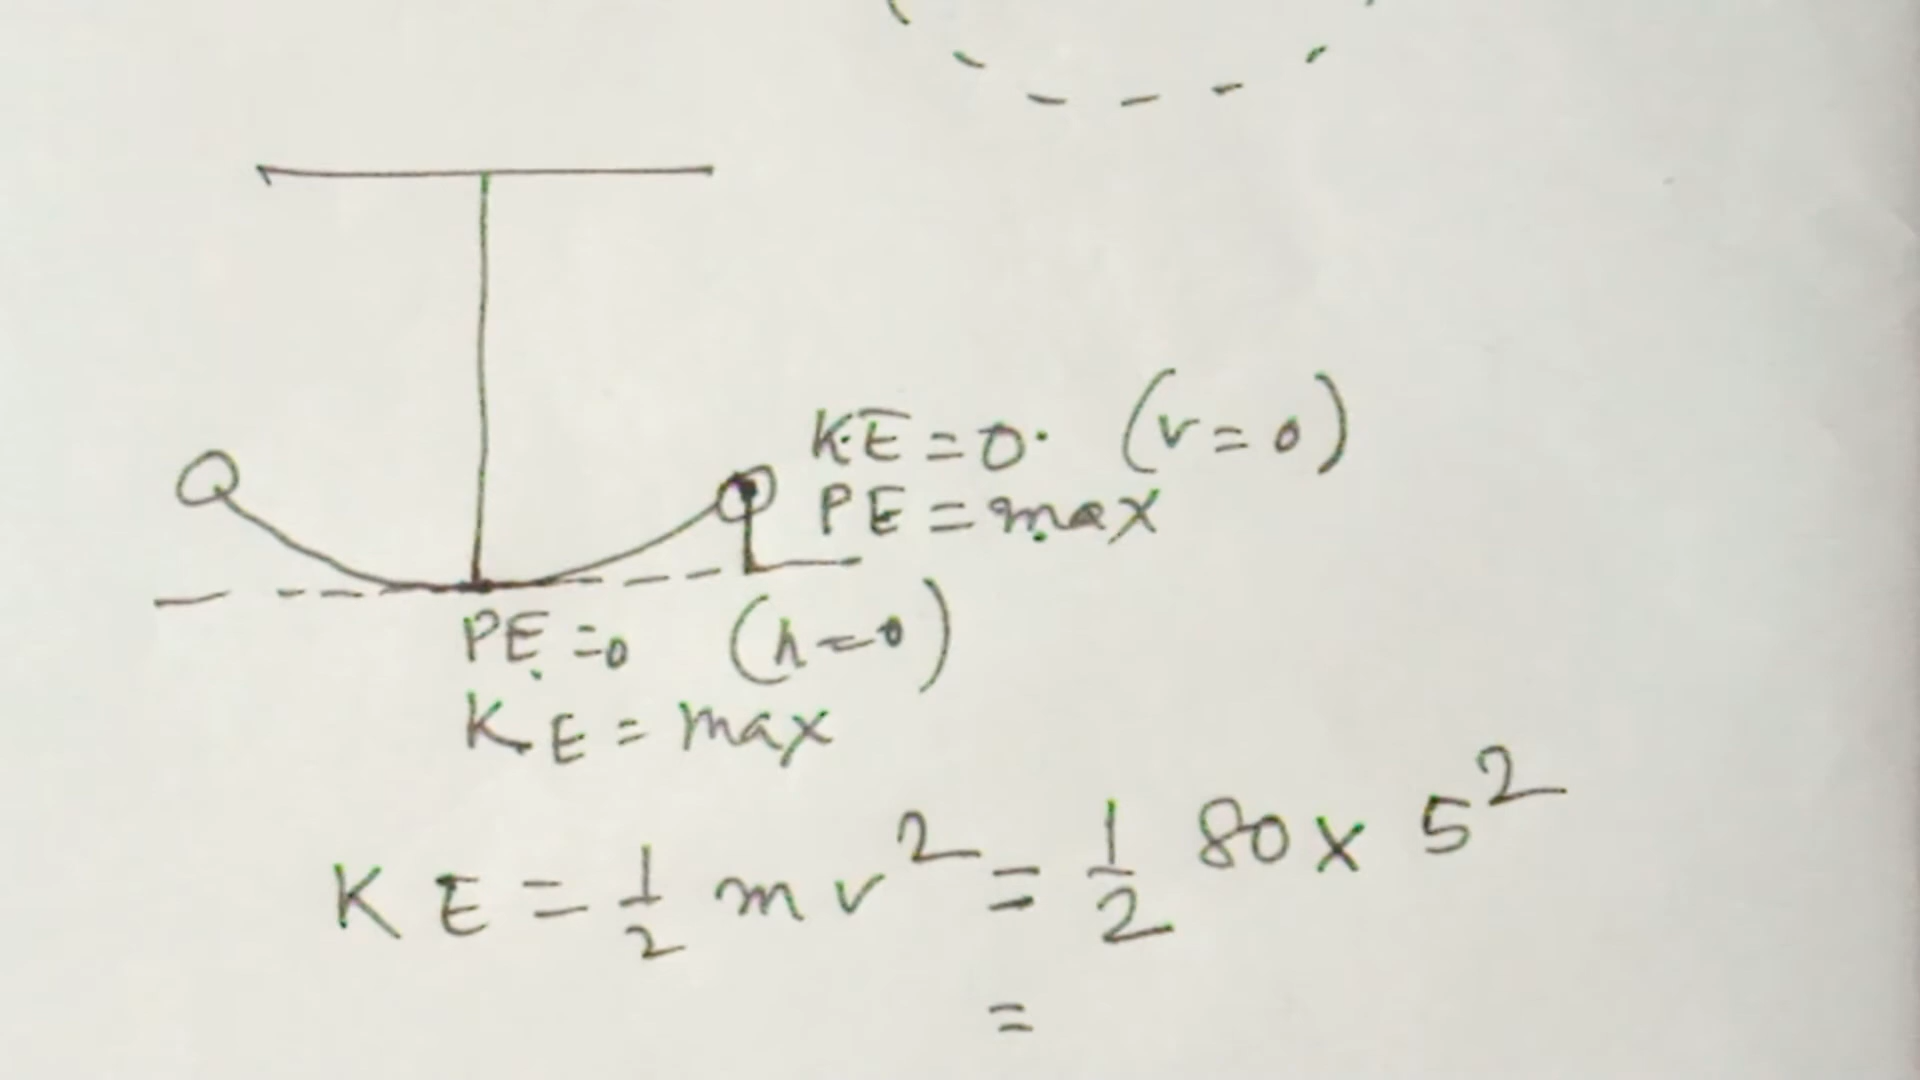 K.E = 0. (v = 0)
PE = max
PE = 0 (h = 0)
KE = max
KE = 1/2 mv² = 1/2 80 x 5²
=